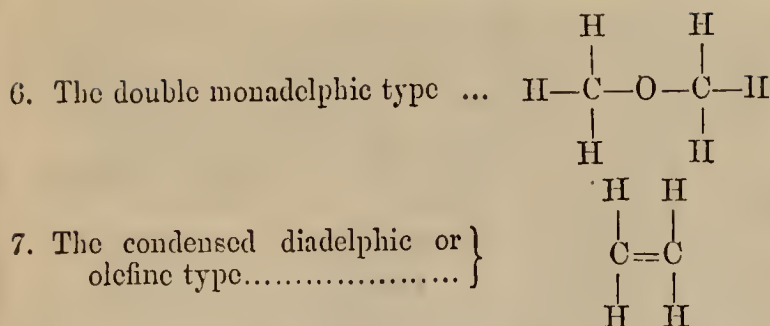 H H
| |
6. The double monadelphic type ... H—C—O—C—H
| |
H H
H H
| |
7. The condensed diadelphic or }
C=C
olefine type...................... }
| |
H H